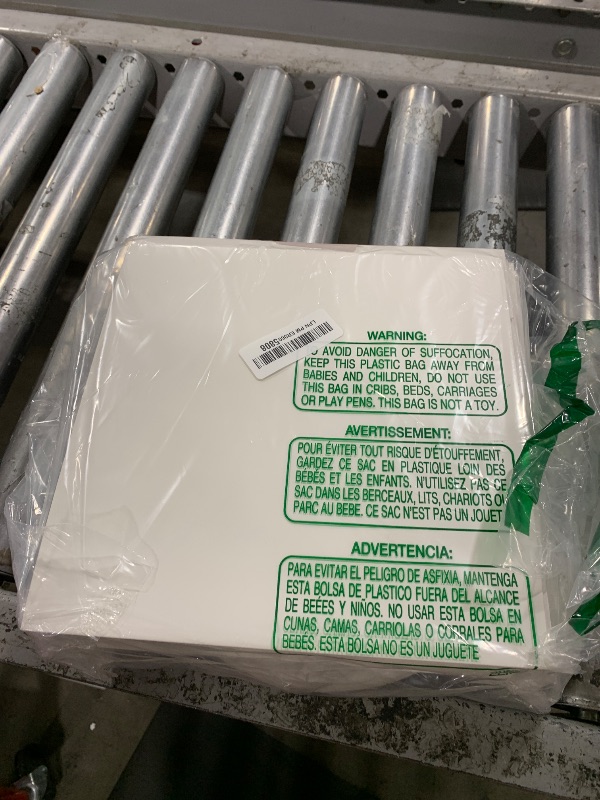 LPN PM EH0005808
WARNING:
TO AVOID DANGER OF SUFFOCATION,
KEEP THIS PLASTIC BAG AWAY FROM
BABIES AND CHILDREN, DO NOT USE
THIS BAG IN CRIBS, BEDS, CARRIAGES
OR PLAY PENS. THIS BAG IS NOT A TOY.
AVERTISSEMENT:
POUR ÉVITER TOUT RISQUE D'ÉTOUFFEMENT,
GARDEZ CE SAC EN PLASTIQUE LOIN DES
BÉBÉS ET LES ENFANTS. N'UTILISEZ PAS CE
SAC DANS LES BERCEAUX, LITS, CHARIOTS OU
PARC AU BEBE. CE SAC N'EST PAS UN JOUET
ADVERTENCIA:
PARA EVITAR EL PELIGRO DE ASFIXIA, MANTENGA
ESTA BOLSA DE PLASTICO FUERA DEL ALCANCE
DE BEÉES Y NIÑOS. NO USAR ESTA BOLSA EN
CUNAS, CAMAS, CARRIOLAS O CORRALES PARA
BEBÉS. ESTA BOLSA NO ES UN JUGUETE